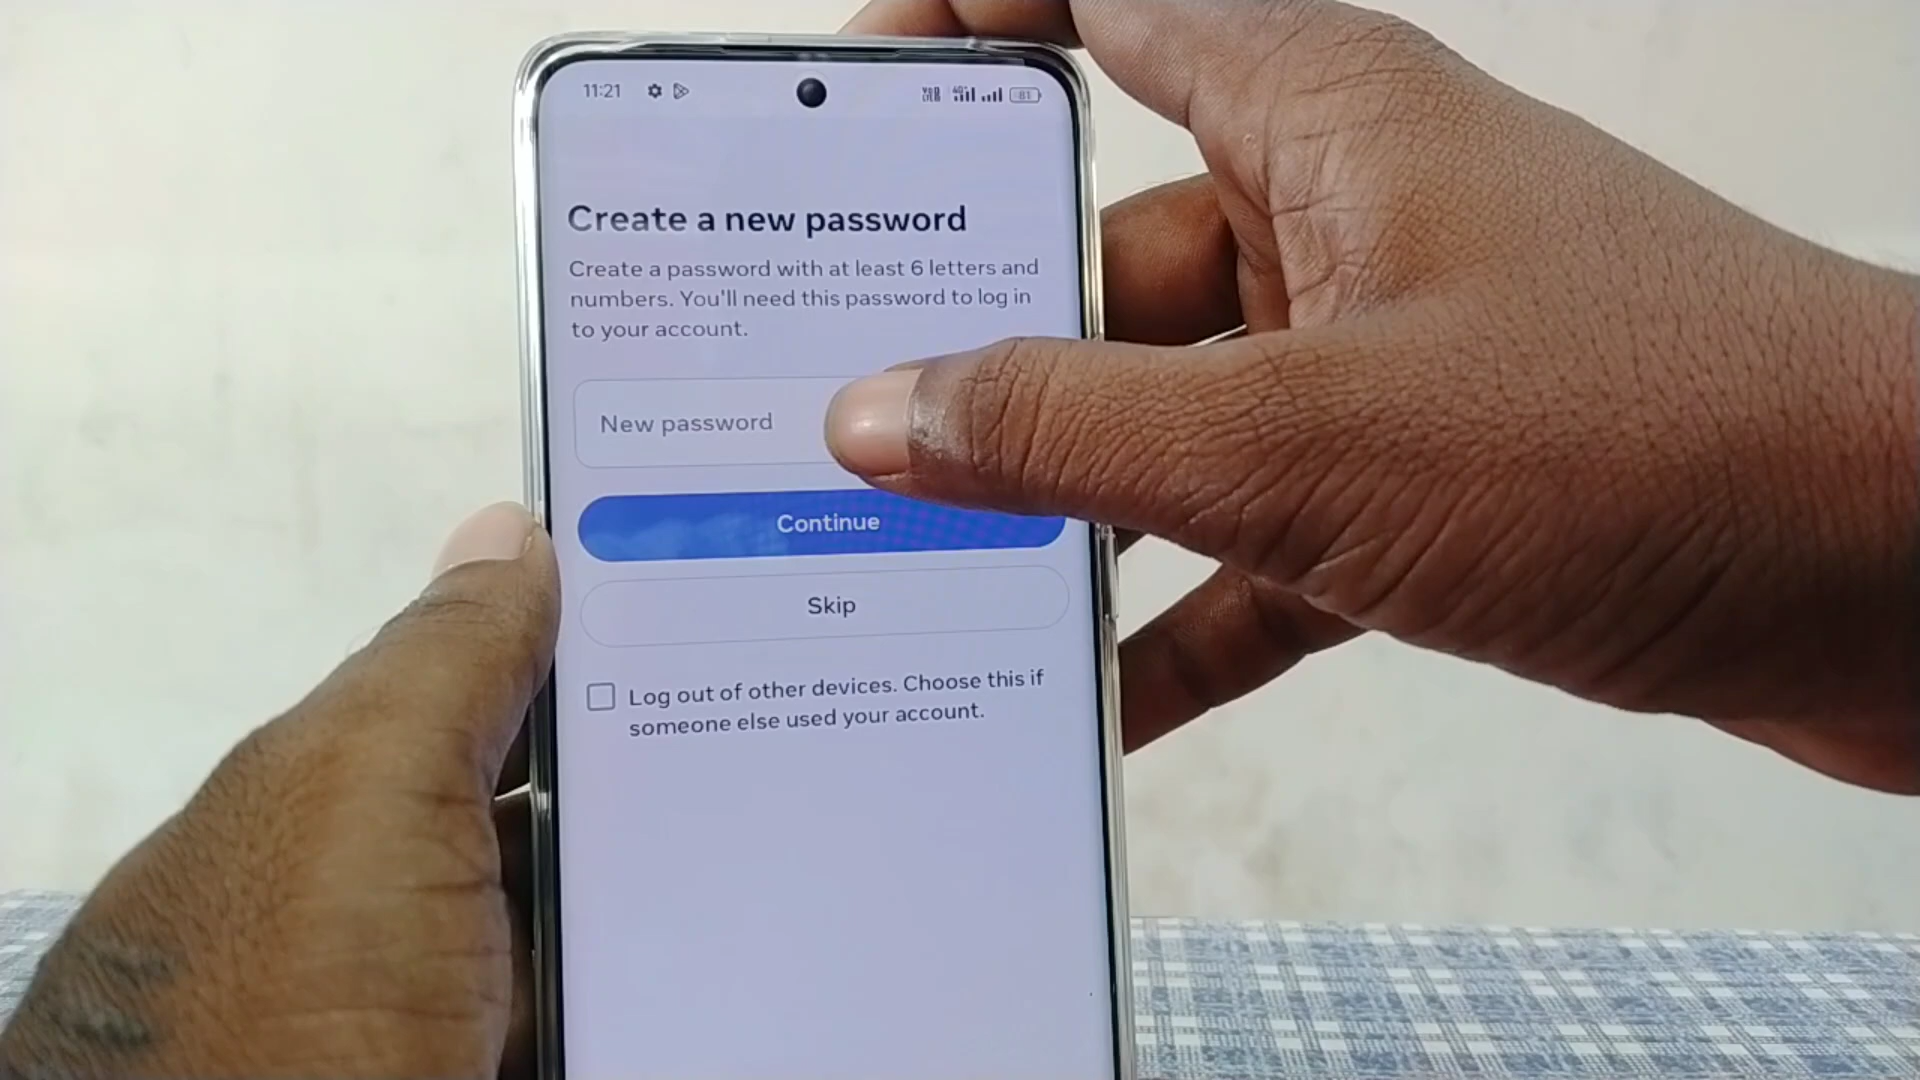 11:21
81
Create a new password
Create a password with at least 6 letters and
numbers. You'll need this password to log in
to your account.
New password
Continue
Skip
Log out of other devices. Choose this if
someone else used your account.